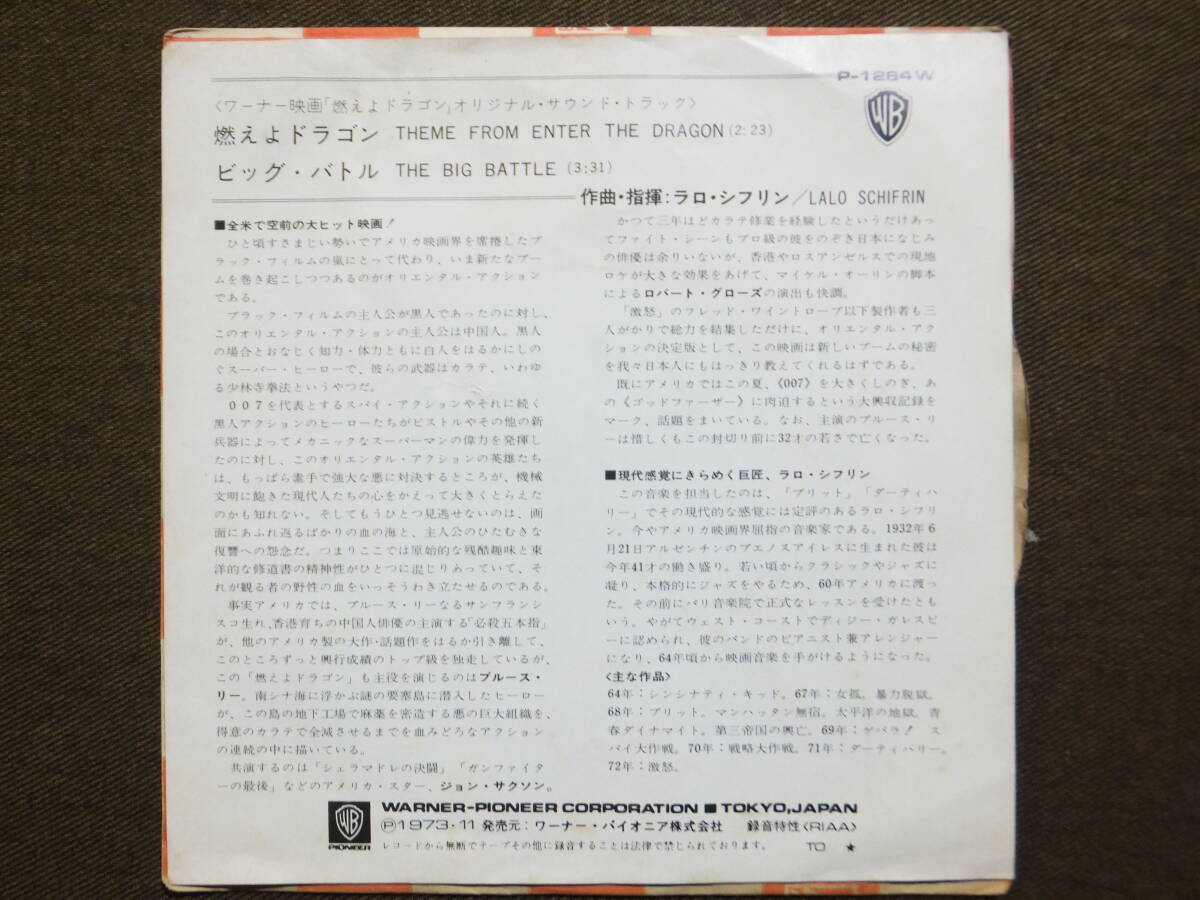 P-1264W
〈ワーナー映画「燃えよドラゴン」オリジナル・サウンド・トラック〉
WB
燃えよドラゴン THEME FROM ENTER THE DRAGON (2:23)
ビッグ・バトル THE BIG BATTLE (3:31)
作曲・指揮：ラロ・シフリン／LALO SCHIFRIN
■全米で空前の大ヒット映画！
ひと頃すさまじい勢いでアメリカ映画界を席捲したブ
ラック・フィルムの嵐にとって代わり、いま新たなブー
ムを巻き起こしつつあるのがオリエンタル・アクション
である。
ブラック・フィルムの主人公が黒人であったのに対し、
このオリエンタル・アクションの主人公は中国人。黒人
の場合とおなじく知力・体力ともに白人をはるかにしの
ぐスーパー・ヒーローで、彼らの武器はカラテ、いわゆ
る少林寺拳法というやつだ。
００７を代表とするスパイ・アクションやそれに続く
黒人アクションのヒーローたちがピストルやその他の新
兵器によってメカニックなスーパーマンの偉力を発揮し
たのに対し、このオリエンタル・アクションの英雄たち
は、もっぱら素手で強大な悪に対決するところが、機械
文明に飽きた現代人たちの心をかえって大きくとらえた
のかも知れない。そしてもうひとつ見逃せないのは、画
面にあふれ返るばかりの血の海と、主人公のひたむきな
復讐への怨念だ。つまりここでは原始的な残酷趣味と東
洋的な修道書の精神性がひとつに混じりあっていて、そ
れが観る者の野性の血をいっそうわき立たせるのである。
事実アメリカでは、ブルース・リーなるサンフランシ
スコ生れ、香港育ちの中国人俳優の主演する「必殺五本指」
が、他のアメリカ製の大作・話題作をはるか引き離して、
このところずっと興行成績のトップ級を独走しているが、
この「燃えよドラゴン」も主役を演じるのはブルース・
リー。南シナ海に浮かぶ謎の要塞島に潜入したヒーロー
が、この島の地下工場で麻薬を密造する悪の巨大組織を、
得意のカラテで全滅させるまでを血みどろなアクション
の連続の中に描いている。
共演するのは「シェラマドレの決闘」「ガンファイタ
ーの最後」などのアメリカ・スター、ジョン・サクソン。
かつて三年ほどカラテ修業を経験したというだけあっ
てファイト・シーンもプロ級の彼をのぞき日本になじみ
の俳優は余りいないが、香港やロスアンゼルスでの現地
ロケが大きな効果をあげて、マイケル・オーリンの脚本
によるロバート・グローズの演出も快調。
「激怒」のフレッド・ワイントローブ以下製作者も三
人がかりで総力を結集しただけに、オリエンタル・アク
ションの決定版として、この映画は新しいブームの秘密
を我々日本人にもはっきり教えてくれるはずである。
既にアメリカではこの夏、《007》を大きくしのぎ、あ
の《ゴッドファーザー》に肉迫するという大興収記録を
マーク、話題をまいている。なお、主演のブルース・リ
ーは惜しくもこの封切り前に32才の若さで亡くなった。
■現代感覚にきらめく巨匠、ラロ・シフリン
この音楽を担当したのは、「ブリット」「ダーティハ
リー」でその現代的な感覚には定評のあるラロ・シフリ
ン。今やアメリカ映画界屈指の音楽家である。1932年6
月21日アルゼンチンのブエノスアイレスに生まれた彼は
今年41才の働き盛り。若い頃からクラシックやジャズに
凝り、本格的にジャズをやるため、60年アメリカに渡っ
た。その前にパリ音楽院で正式なレッスンを受けたとも
いう。やがてウェスト・コーストでディジー・ガレスピ
ーに認められ、彼のバンドのピアニスト兼アレンジャー
になり、64年頃から映画音楽を手がけるようになった。
〈主な作品〉
64年：シンシナティ・キッド。67年：女狐。暴力脱獄。
68年：ブリット。マンハッタン無宿。太平洋の地獄。青
春ダイナマイト。第三帝国の興亡。69年：ゲバラ！ ス
パイ大作戦。70年：戦略大作戦。71年：ダーティハリー。
72年：激怒。
WB
PIONEER
WARNER-PIONEER CORPORATION ■ TOKYO, JAPAN
Ⓟ1973・11 発売元：ワーナー・パイオニア株式会社 録音特性〈RIAA〉
レコードから無断でテープその他に録音することは法律で禁じられております。 TO ★